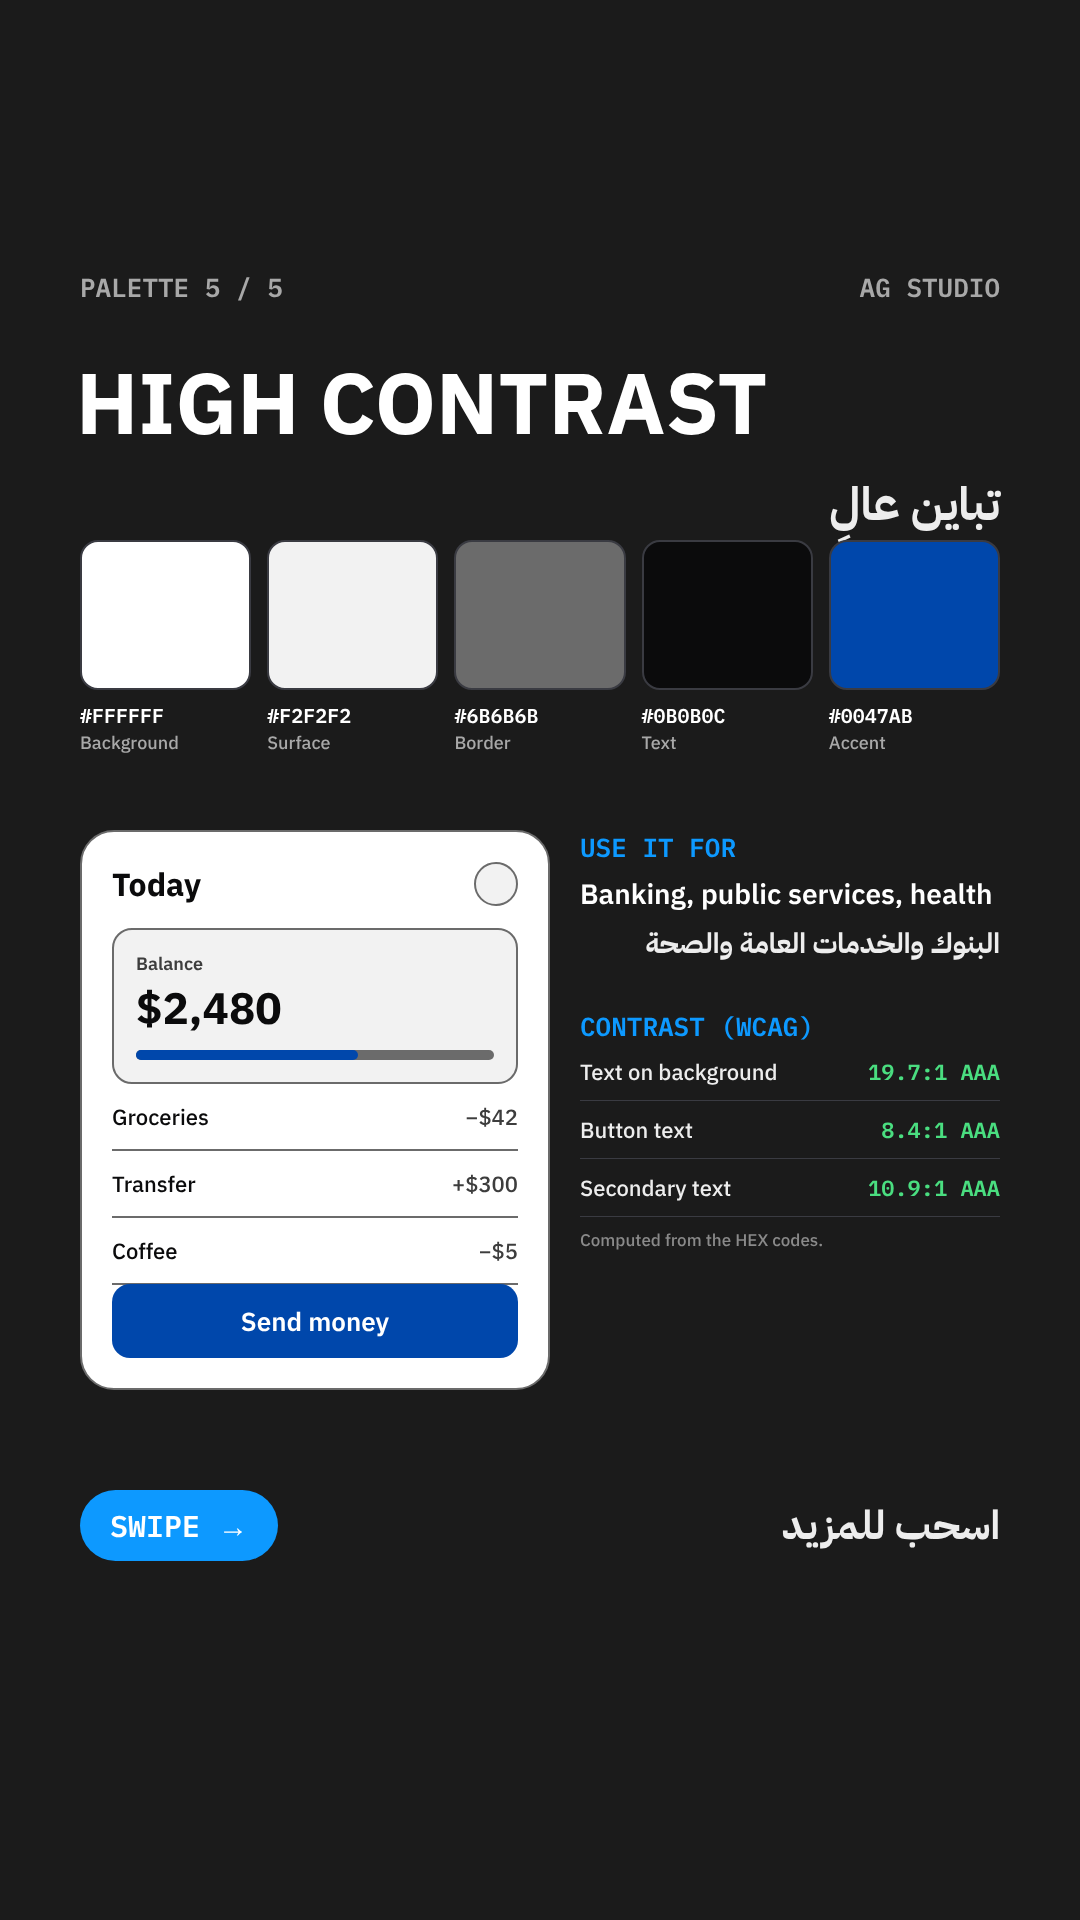 PALETTE 5 / 5
AG STUDIO
HIGH CONTRAST
تباين عالِ
#FFFFFF
Background
#F2F2F2
Surface
#6B6B6B
Border
#0B0B0C
Text
#0047AB
Accent
Today
Balance
$2,480
Groceries −$42
Transfer +$300
Coffee −$5
Send money
USE IT FOR
Banking, public services, health
البنوك والخدمات العامة والصحة
CONTRAST (WCAG)
Text on background 19.7:1 AAA
Button text 8.4:1 AAA
Secondary text 10.9:1 AAA
Computed from the HEX codes.
SWIPE →
اسحب للمزيد